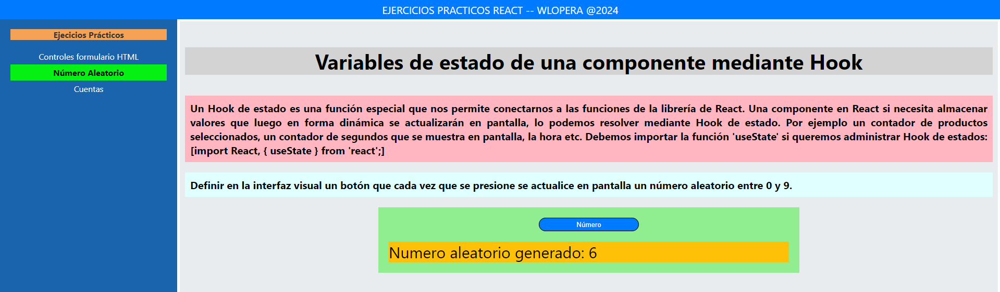 EJERCICIOS PRACTICOS REACT -- WLOPERA @2024
Ejecicios Prácticos
Controles formulario HTML
Número Aleatorio
Cuentas
Variables de estado de una componente mediante Hook
Un Hook de estado es una función especial que nos permite conectarnos a las funciones de la librería de React. Una componente en React si necesita almacenar
valores que luego en forma dinámica se actualizarán en pantalla, lo podemos resolver mediante Hook de estado. Por ejemplo un contador de productos
seleccionados, un contador de segundos que se muestra en pantalla, la hora etc. Debemos importar la función 'useState' si queremos administrar Hook de estados:
[import React, { useState } from 'react';]
Definir en la interfaz visual un botón que cada vez que se presione se actualice en pantalla un número aleatorio entre 0 y 9.
Número
Numero aleatorio generado: 6